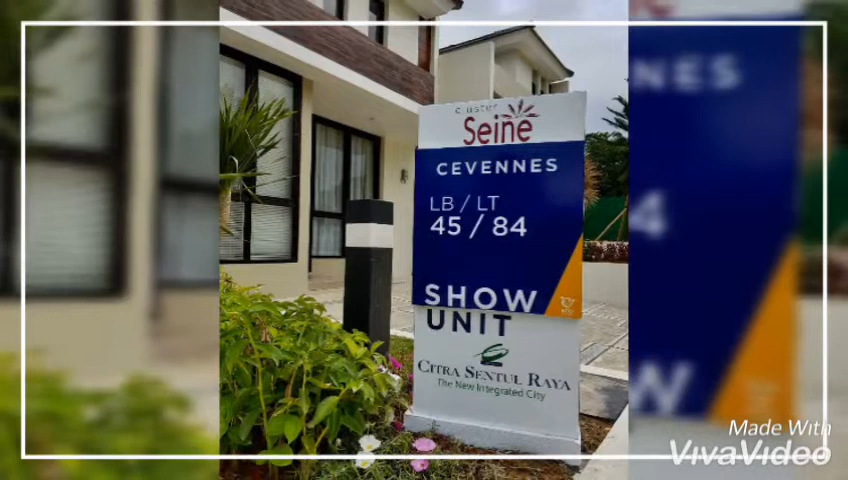 cluster
Seine
CEVENNES
LB / LT
45 / 84
SHOW
UNIT
CITRA SENTUL RAYA
The New Integrated City
Made With
VivaVideo